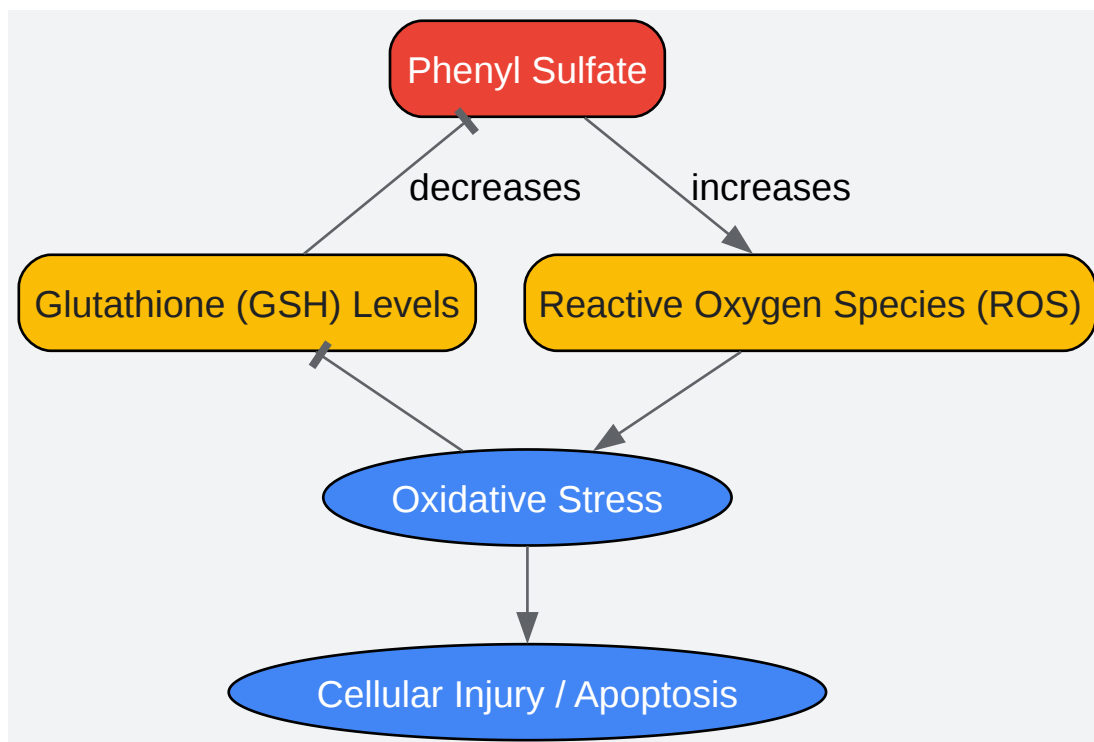 Phenyl Sulfate
decreases
increases
Glutathione (GSH) Levels
Reactive Oxygen Species (ROS)
Oxidative Stress
Cellular Injury / Apoptosis